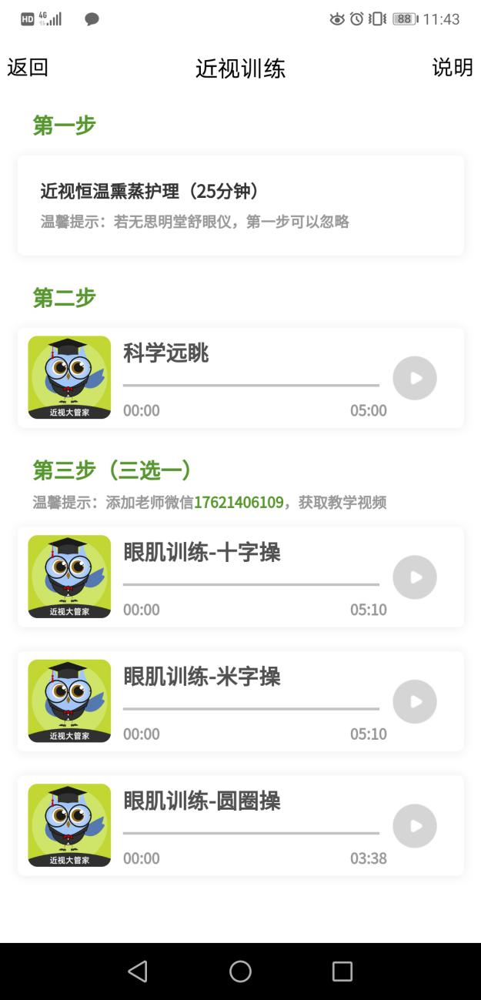 HD 4G 88 11:43
返回 近视训练 说明
第一步
近视恒温熏蒸护理（25分钟）
温馨提示：若无思明堂舒眼仪，第一步可以忽略
第二步
科学远眺
近视大管家
00:00 05:00
第三步（三选一）
温馨提示：添加老师微信17621406109，获取教学视频
眼肌训练-十字操
近视大管家
00:00 05:10
眼肌训练-米字操
近视大管家
00:00 05:10
眼肌训练-圆圈操
近视大管家
00:00 03:38